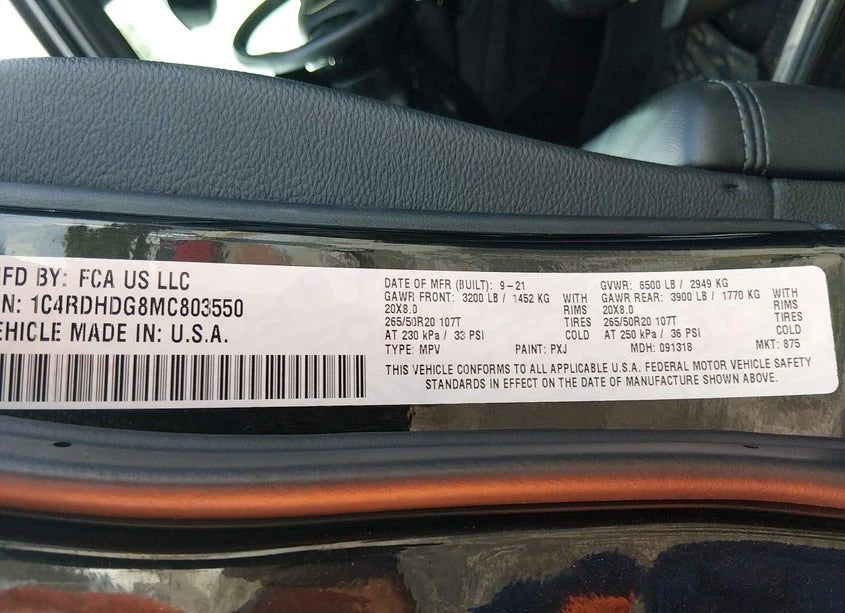 MFD BY: FCA US LLC
IN: 1C4RDHDG8MC803550
VEHICLE MADE IN: U.S.A.
DATE OF MFR (BUILT): 9-21 GVWR: 6500 LB / 2949 KG
GAWR FRONT: 3200 LB / 1452 KG WITH GAWR REAR: 3900 LB / 1770 KG WITH
20X8.0 RIMS 20X8.0 RIMS
265/50R20 107T TIRES 265/50R20 107T TIRES
AT 230 kPa / 33 PSI COLD AT 250 kPa / 36 PSI COLD
TYPE: MPV PAINT: PXJ MDH: 091318 MKT: 875
THIS VEHICLE CONFORMS TO ALL APPLICABLE U.S.A. FEDERAL MOTOR VEHICLE SAFETY
STANDARDS IN EFFECT ON THE DATE OF MANUFACTURE SHOWN ABOVE.